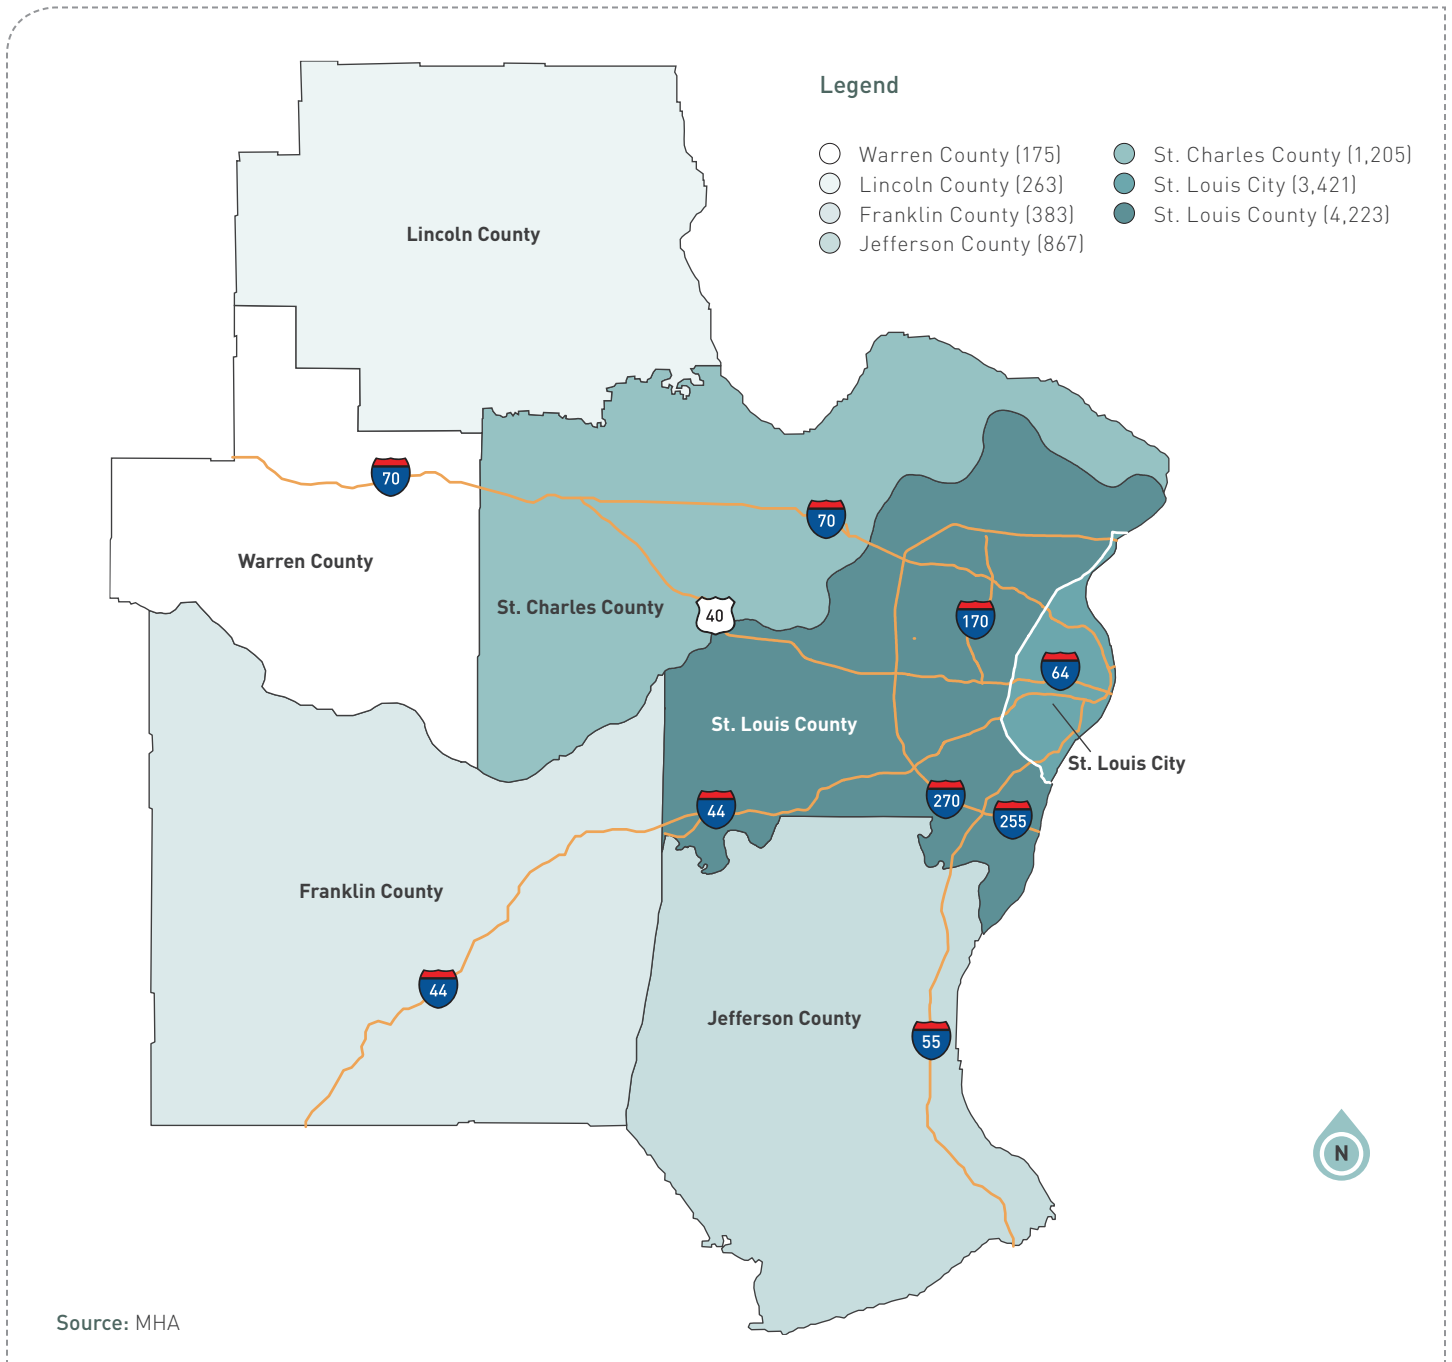 Legend
Warren County (175)
Lincoln County (263)
Franklin County (383)
Jefferson County (867)
St. Charles County (1,205)
St. Louis City (3,421)
St. Louis County (4,223)
Lincoln County
70
70
Warren County
St. Charles County
40
170
64
St. Louis County
St. Louis City
44
270
255
Franklin County
44
Jefferson County
55
N
Source: MHA